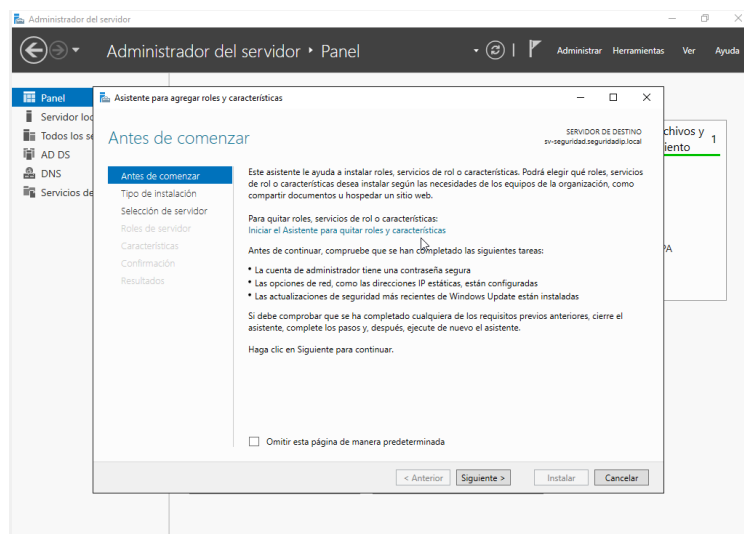 Administrador del servidor
Administrador del servidor • Panel
Administrar Herramientas Ver Ayuda
Panel
Servidor loc
Todos los se
AD DS
DNS
Servicios de
chivos y 1
iento
PA
Asistente para agregar roles y características
Antes de comenzar
SERVIDOR DE DESTINO
sv-seguridad.seguridadip.local
Antes de comenzar
Tipo de instalación
Selección de servidor
Roles de servidor
Características
Confirmación
Resultados
Este asistente le ayuda a instalar roles, servicios de rol o características. Podrá elegir qué roles, servicios
de rol o características desea instalar según las necesidades de los equipos de la organización, como
compartir documentos u hospedar un sitio web.
Para quitar roles, servicios de rol o características:
Iniciar el Asistente para quitar roles y características
Antes de continuar, compruebe que se han completado las siguientes tareas:
• La cuenta de administrador tiene una contraseña segura
• Las opciones de red, como las direcciones IP estáticas, están configuradas
• Las actualizaciones de seguridad más recientes de Windows Update están instaladas
Si debe comprobar que se ha completado cualquiera de los requisitos previos anteriores, cierre el
asistente, complete los pasos y, después, ejecute de nuevo el asistente.
Haga clic en Siguiente para continuar.
Omitir esta página de manera predeterminada
< Anterior Siguiente > Instalar Cancelar